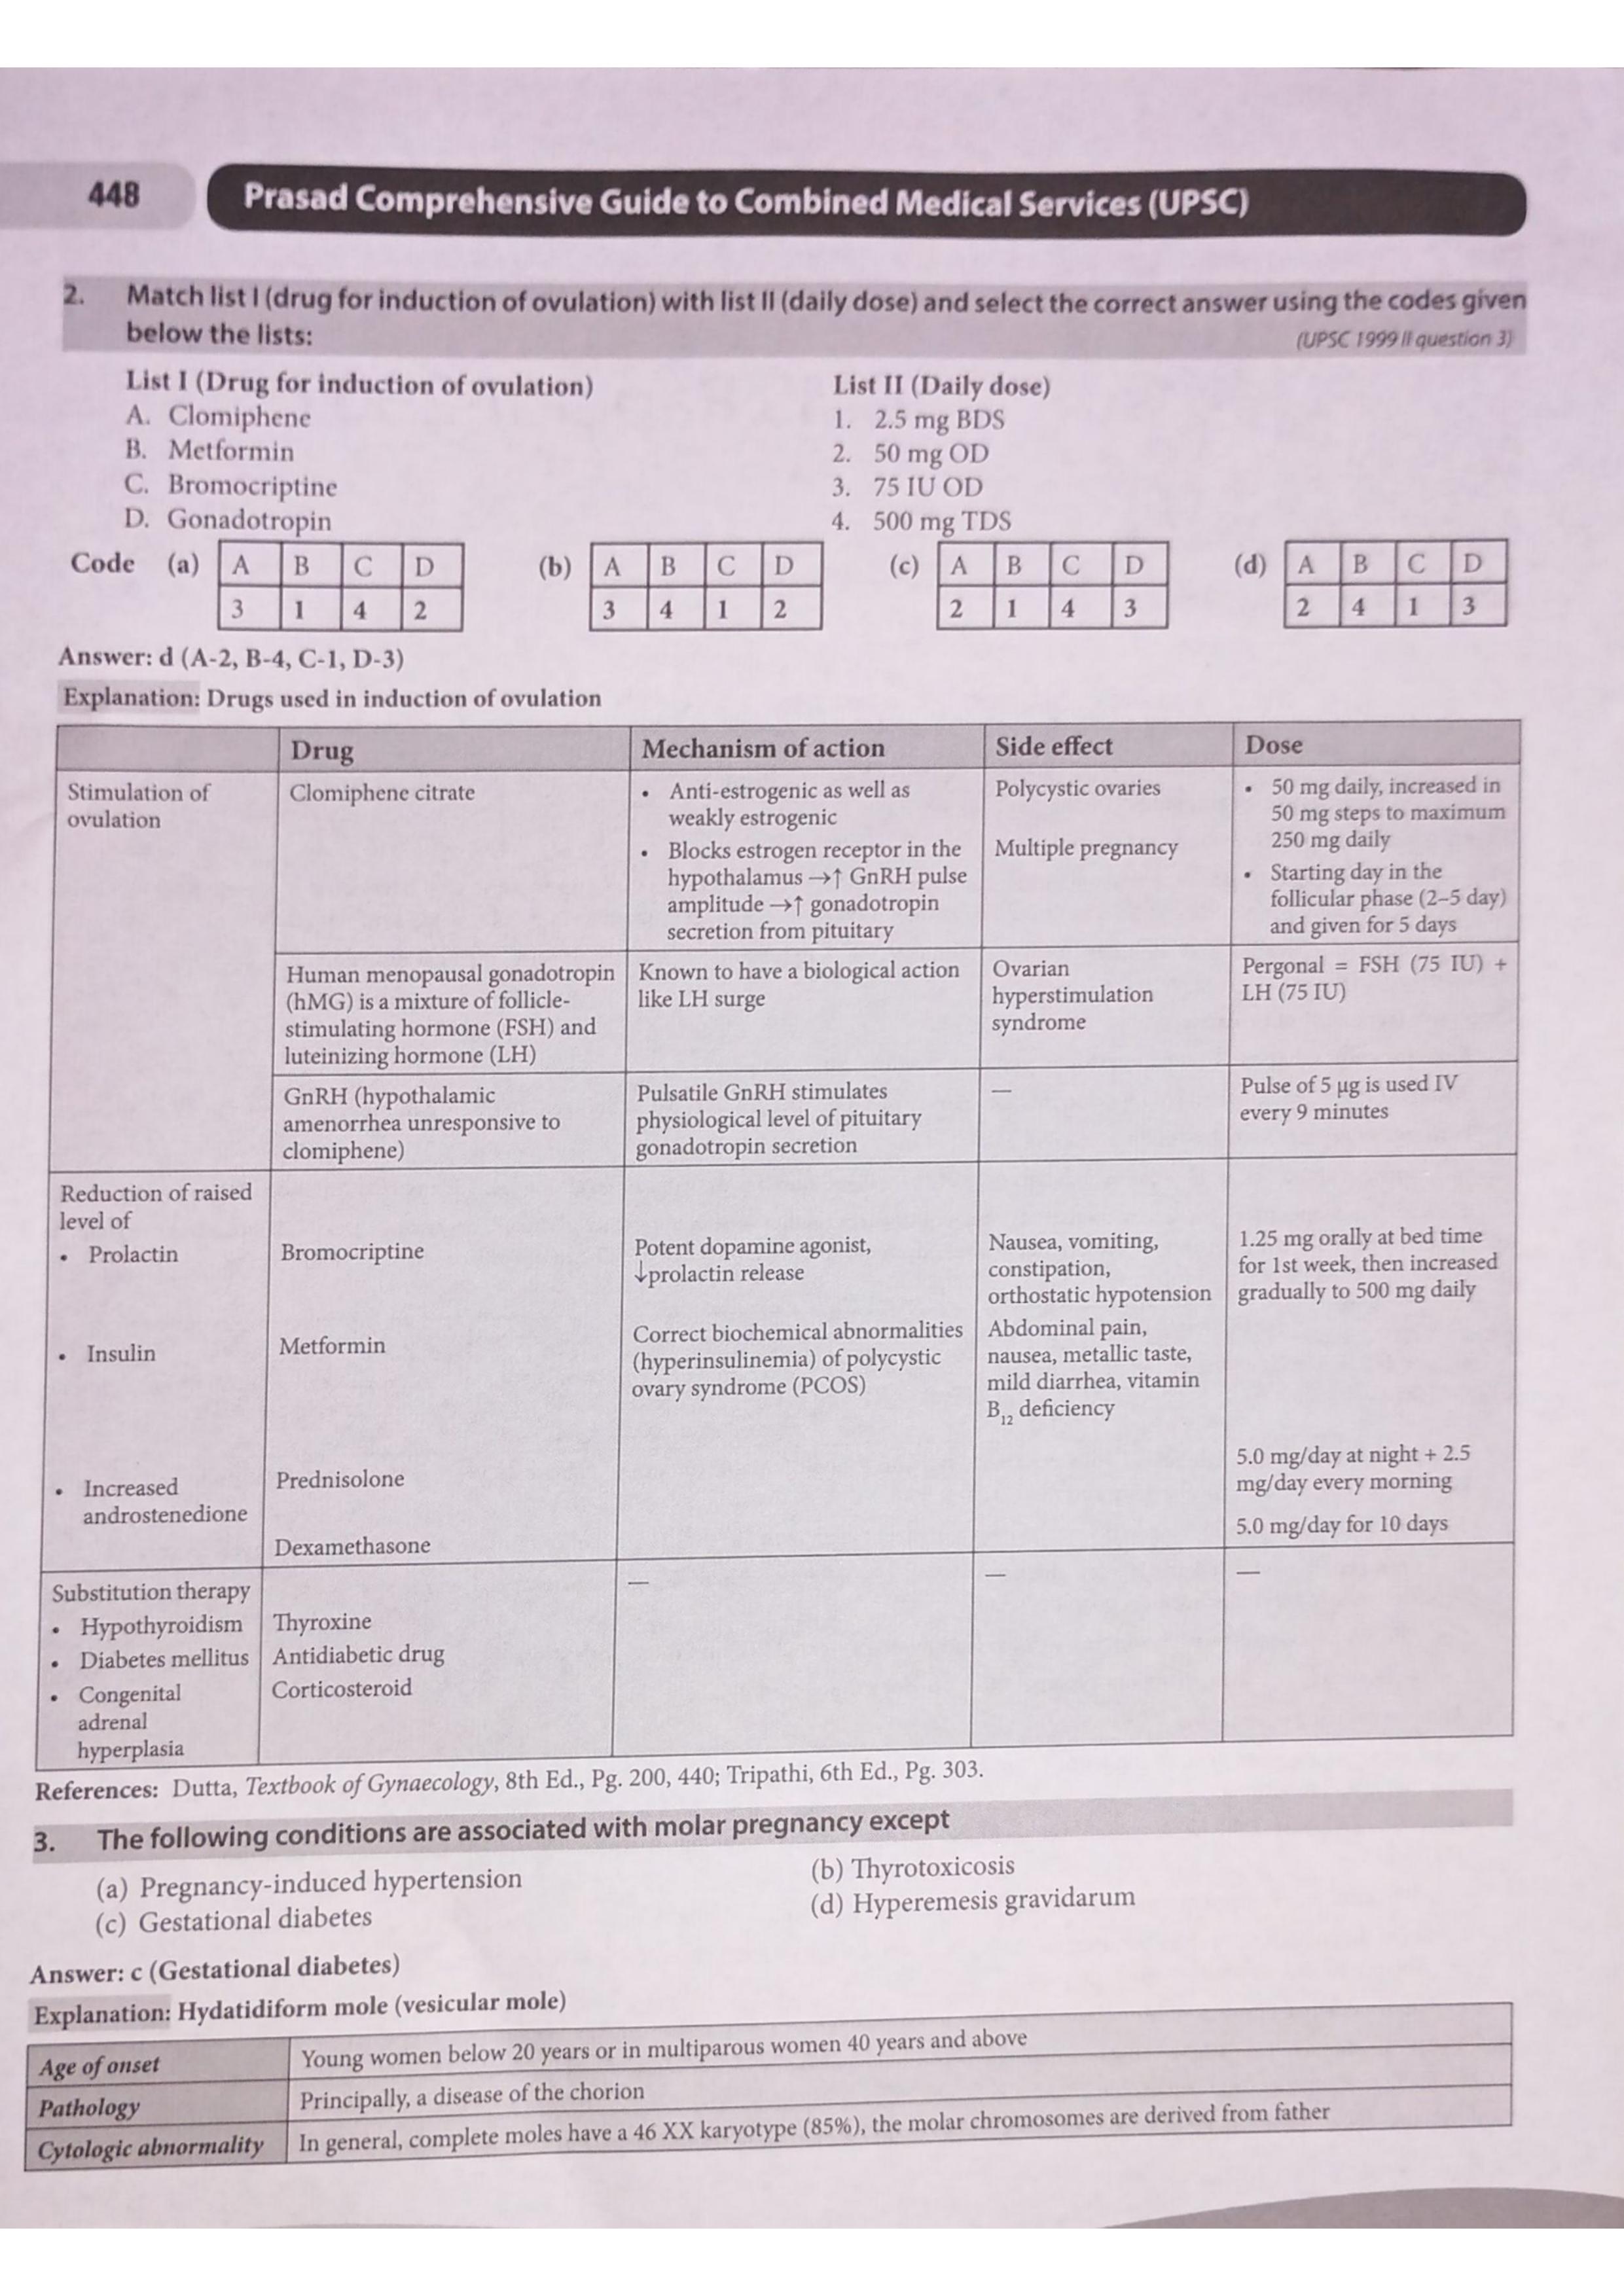 448
Prasad Comprehensive Guide to Combined Medical Services (UPSC)
2. Match list I (drug for induction of ovulation) with list II (daily dose) and select the correct answer using the codes given
below the lists:
(UPSC 1999 II question 3)
List I (Drug for induction of ovulation)
List II (Daily dose)
A. Clomiphene
1. 2.5 mg BDS
B. Metformin
2. 50 mg OD
C. Bromocriptine
3. 75 IU OD
D. Gonadotropin
4. 500 mg TDS
Code (a) A B C D (b) A B C D (c) A B C D (d) A B C D
3 1 4 2 3 4 1 2 2 1 4 3 2 4 1 3
Answer: d (A-2, B-4, C-1, D-3)
Explanation: Drugs used in induction of ovulation
Drug
Mechanism of action
Side effect
Dose
Stimulation of
ovulation
Clomiphene citrate
• Anti-estrogenic as well as
weakly estrogenic
• Blocks estrogen receptor in the
hypothalamus →↑ GnRH pulse
amplitude →↑ gonadotropin
secretion from pituitary
Polycystic ovaries
Multiple pregnancy
• 50 mg daily, increased in
50 mg steps to maximum
250 mg daily
• Starting day in the
follicular phase (2–5 day)
and given for 5 days
Human menopausal gonadotropin
(hMG) is a mixture of follicle-
stimulating hormone (FSH) and
luteinizing hormone (LH)
Known to have a biological action
like LH surge
Ovarian
hyperstimulation
syndrome
Pergonal = FSH (75 IU) +
LH (75 IU)
GnRH (hypothalamic
amenorrhea unresponsive to
clomiphene)
Pulsatile GnRH stimulates
physiological level of pituitary
gonadotropin secretion
—
Pulse of 5 µg is used IV
every 9 minutes
Reduction of raised
level of
• Prolactin
Bromocriptine
Potent dopamine agonist,
↓prolactin release
Nausea, vomiting,
constipation,
orthostatic hypotension
1.25 mg orally at bed time
for 1st week, then increased
gradually to 500 mg daily
• Insulin
Metformin
Correct biochemical abnormalities
(hyperinsulinemia) of polycystic
ovary syndrome (PCOS)
Abdominal pain,
nausea, metallic taste,
mild diarrhea, vitamin
B12 deficiency
• Increased
androstenedione
Prednisolone
5.0 mg/day at night + 2.5
mg/day every morning
Dexamethasone
5.0 mg/day for 10 days
Substitution therapy
— — —
• Hypothyroidism
Thyroxine
• Diabetes mellitus
Antidiabetic drug
• Congenital
adrenal
hyperplasia
Corticosteroid
References: Dutta, Textbook of Gynaecology, 8th Ed., Pg. 200, 440; Tripathi, 6th Ed., Pg. 303.
3. The following conditions are associated with molar pregnancy except
(a) Pregnancy-induced hypertension
(b) Thyrotoxicosis
(c) Gestational diabetes
(d) Hyperemesis gravidarum
Answer: c (Gestational diabetes)
Explanation: Hydatidiform mole (vesicular mole)
Age of onset
Young women below 20 years or in multiparous women 40 years and above
Pathology
Principally, a disease of the chorion
Cytologic abnormality
In general, complete moles have a 46 XX karyotype (85%), the molar chromosomes are derived from father